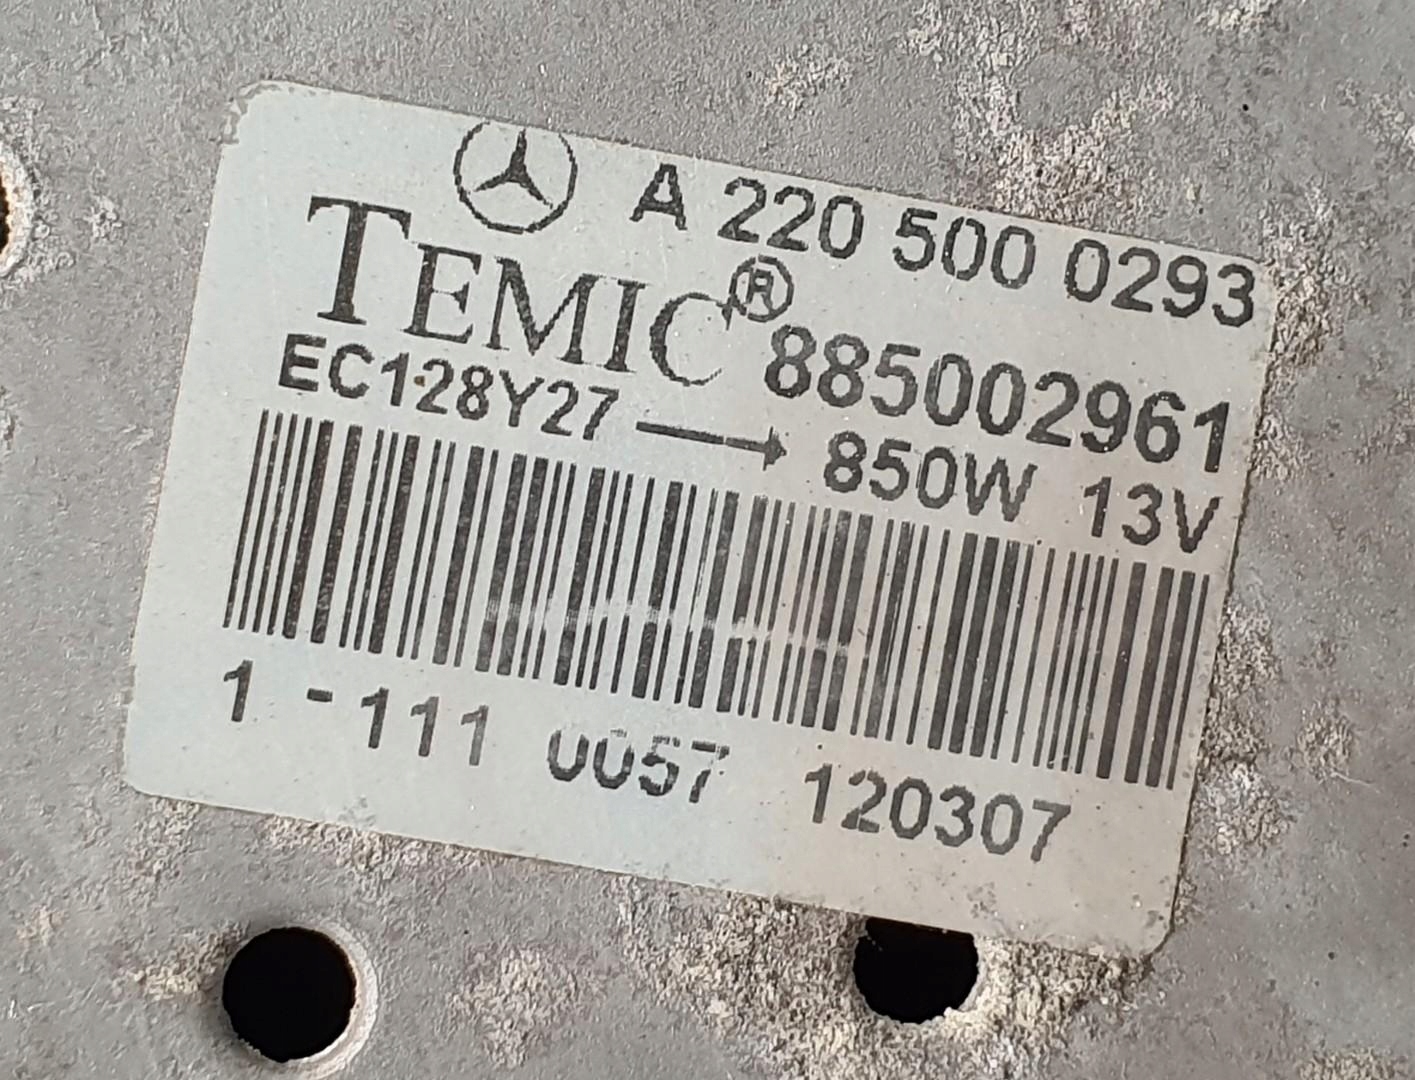 A 220 500 0293
TEMIC® 885002961
EC128Y27 → 850W 13V
1 - 111 0057 120307